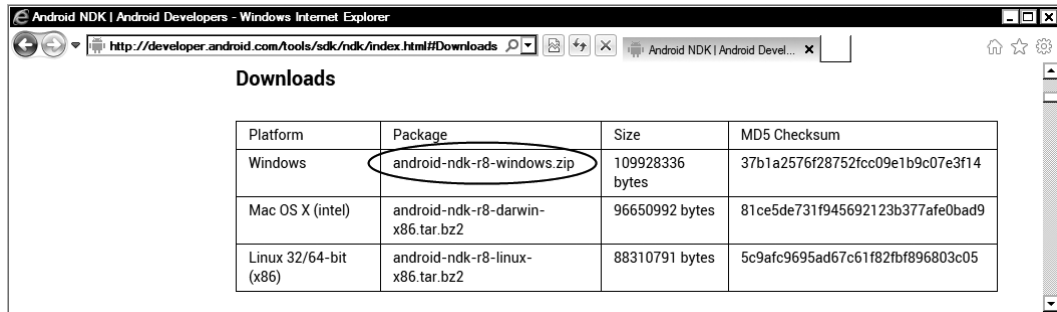 Android NDK | Android Developers - Windows Internet Explorer
http://developer.android.com/tools/sdk/ndk/index.html#Downloads
Android NDK | Android Devel...
Downloads
Platform Package Size MD5 Checksum
Windows android-ndk-r8-windows.zip 109928336 37b1a2576f28752fcc09e1b9c07e3f14
bytes
Mac OS X (intel) android-ndk-r8-darwin- 96650992 bytes 81ce5de731f945692123b377afe0bad9
x86.tar.bz2
Linux 32/64-bit android-ndk-r8-linux- 88310791 bytes 5c9afc9695ad67c61f82fbf896803c05
(x86) x86.tar.bz2